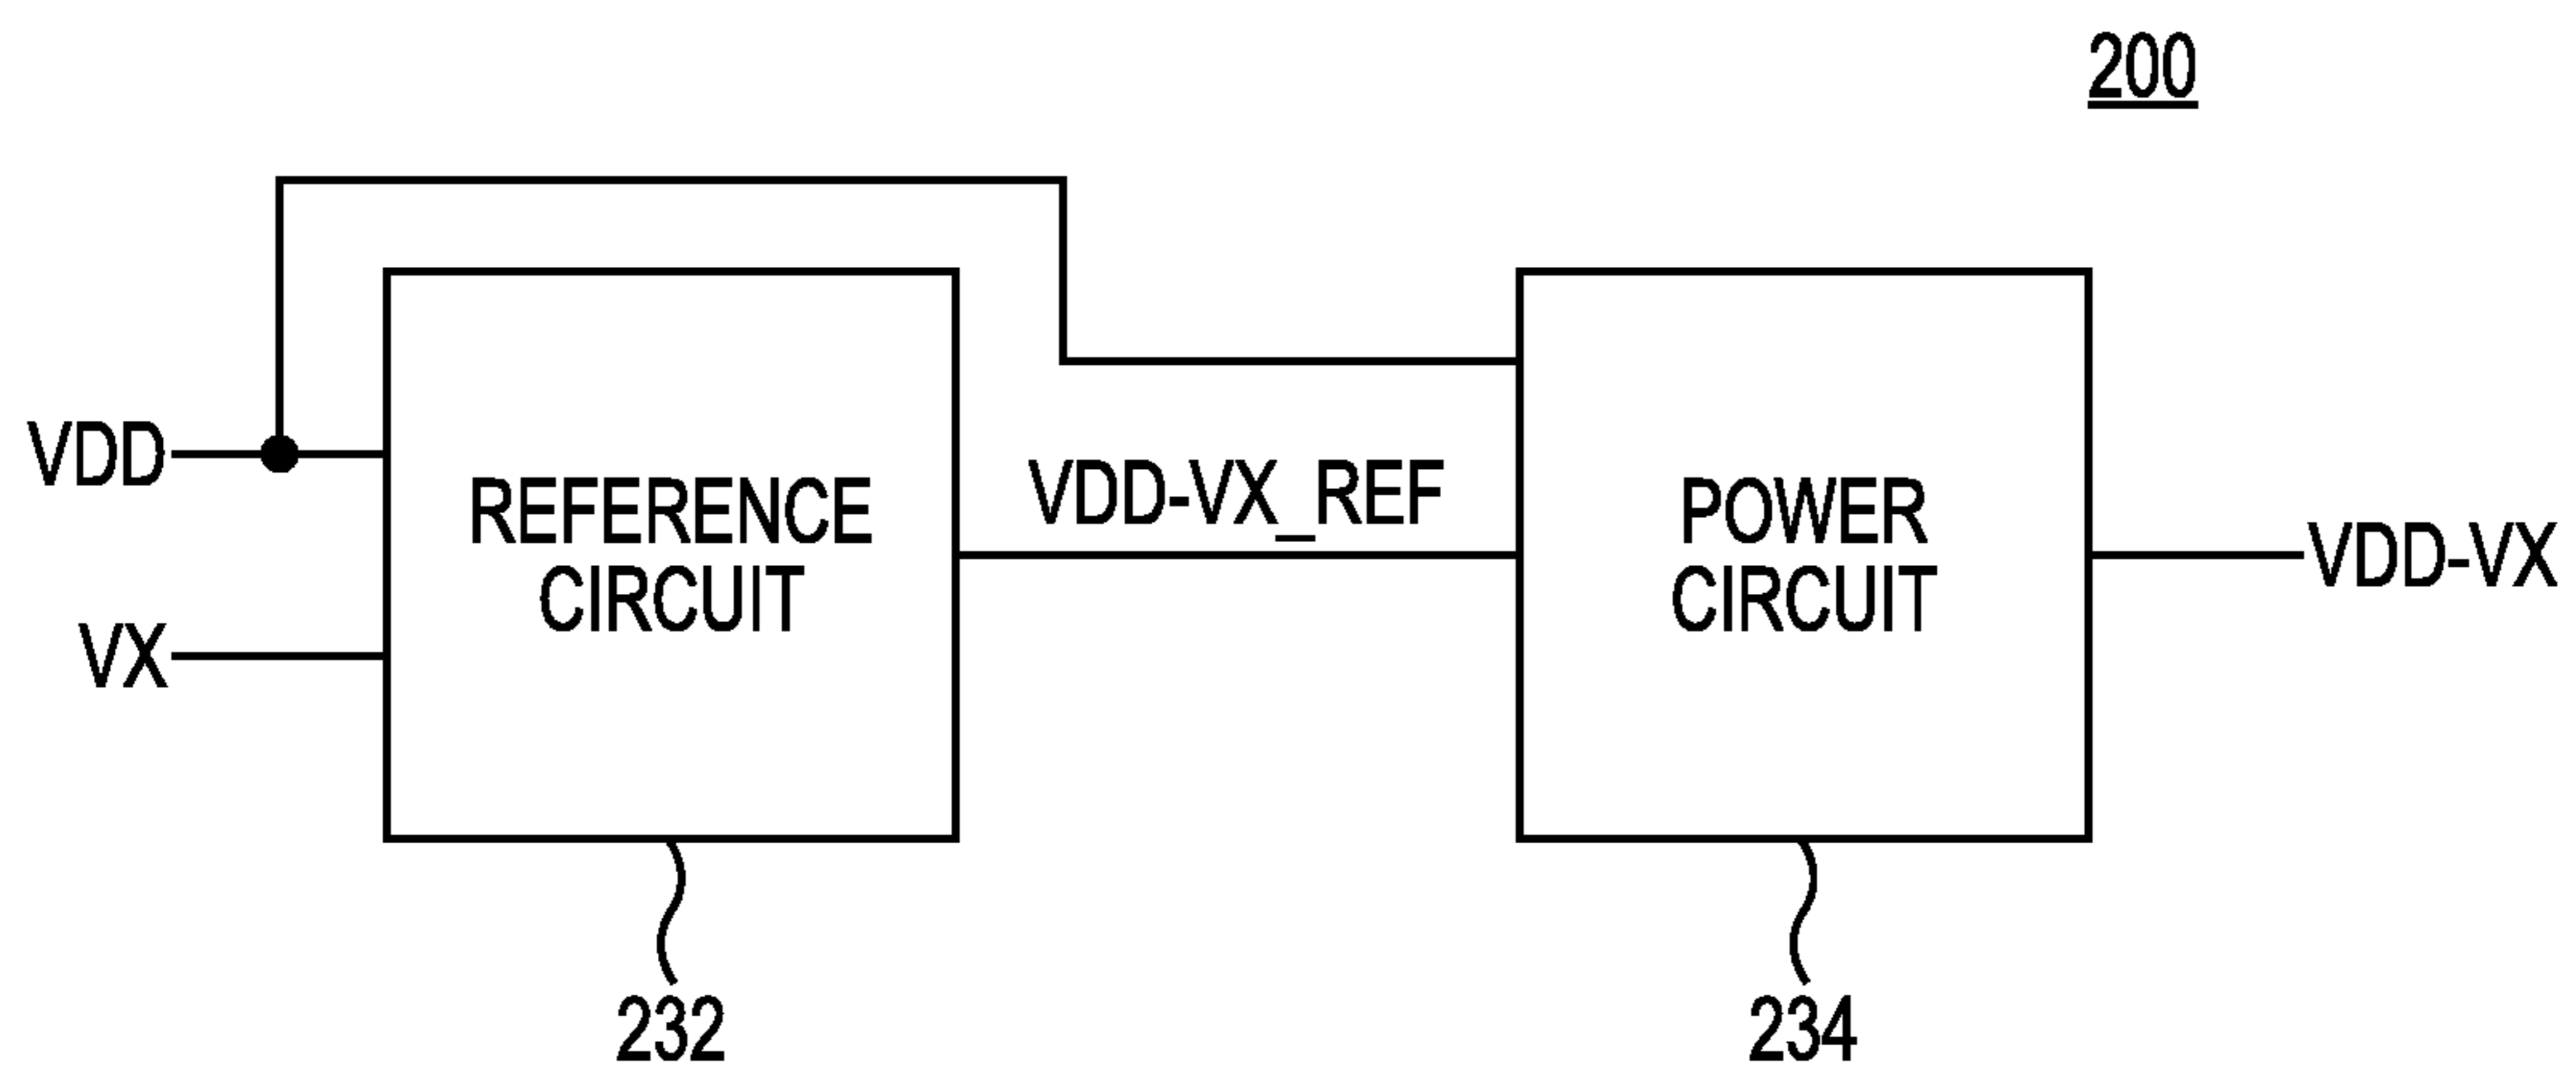 200
VDD
VX
REFERENCE
CIRCUIT
232
VDD-VX_REF
POWER
CIRCUIT
234
VDD-VX